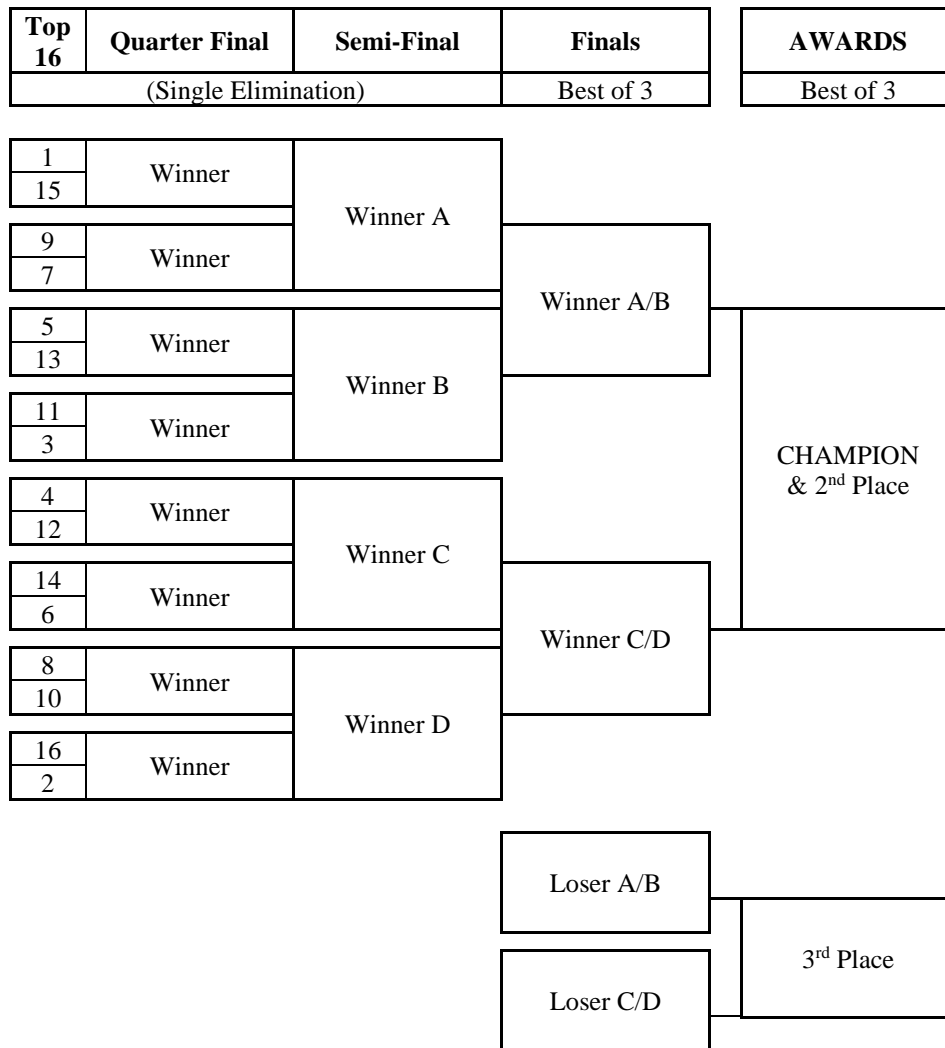 Top
16
Quarter Final
Semi-Final
Finals
AWARDS
(Single Elimination)
Best of 3
Best of 3
1
15
Winner
9
7
Winner
Winner A
5
13
Winner
11
3
Winner
Winner B
Winner A/B
4
12
Winner
14
6
Winner
Winner C
8
10
Winner
16
2
Winner
Winner D
Winner C/D
CHAMPION
& 2nd Place
Loser A/B
Loser C/D
3rd Place